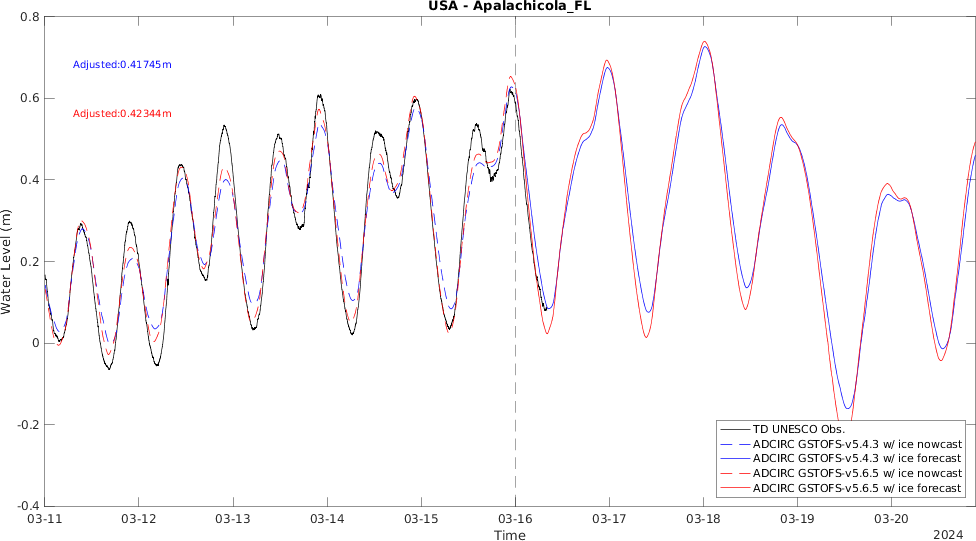 USA - Apalachicola_FL
0.8
Adjusted:0.41745m
0.6
Adjusted:0.42344m
0.4
Water Level (m)
0.2
0
-0.2
TD UNESCO Obs.
ADCIRC GSTOFS-v5.4.3 w/ ice nowcast
ADCIRC GSTOFS-v5.4.3 w/ ice forecast
ADCIRC GSTOFS-v5.6.5 w/ ice nowcast
ADCIRC GSTOFS-v5.6.5 w/ ice forecast
-0.4
03-11 03-12 03-13 03-14 03-15 03-16 03-17 03-18 03-19 03-20
Time
2024